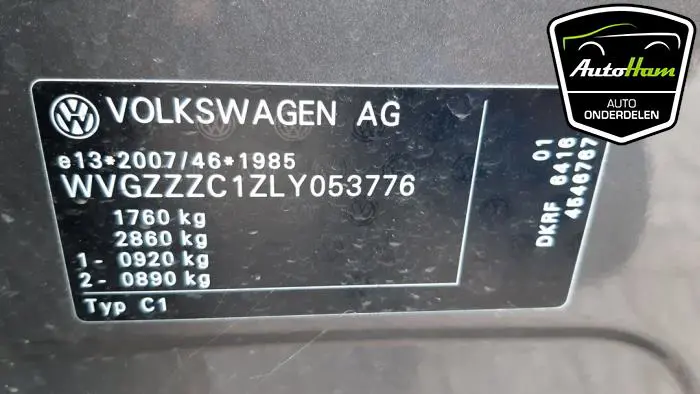 VOLKSWAGEN AG
e13*2007/46*1985
WVGZZZC1ZLY053776
1760 kg
2860 kg
1- 0920 kg
2- 0890 kg
Typ C1
01
DKRF 6416
4546767
AutoHam
AUTO
ONDERDELEN